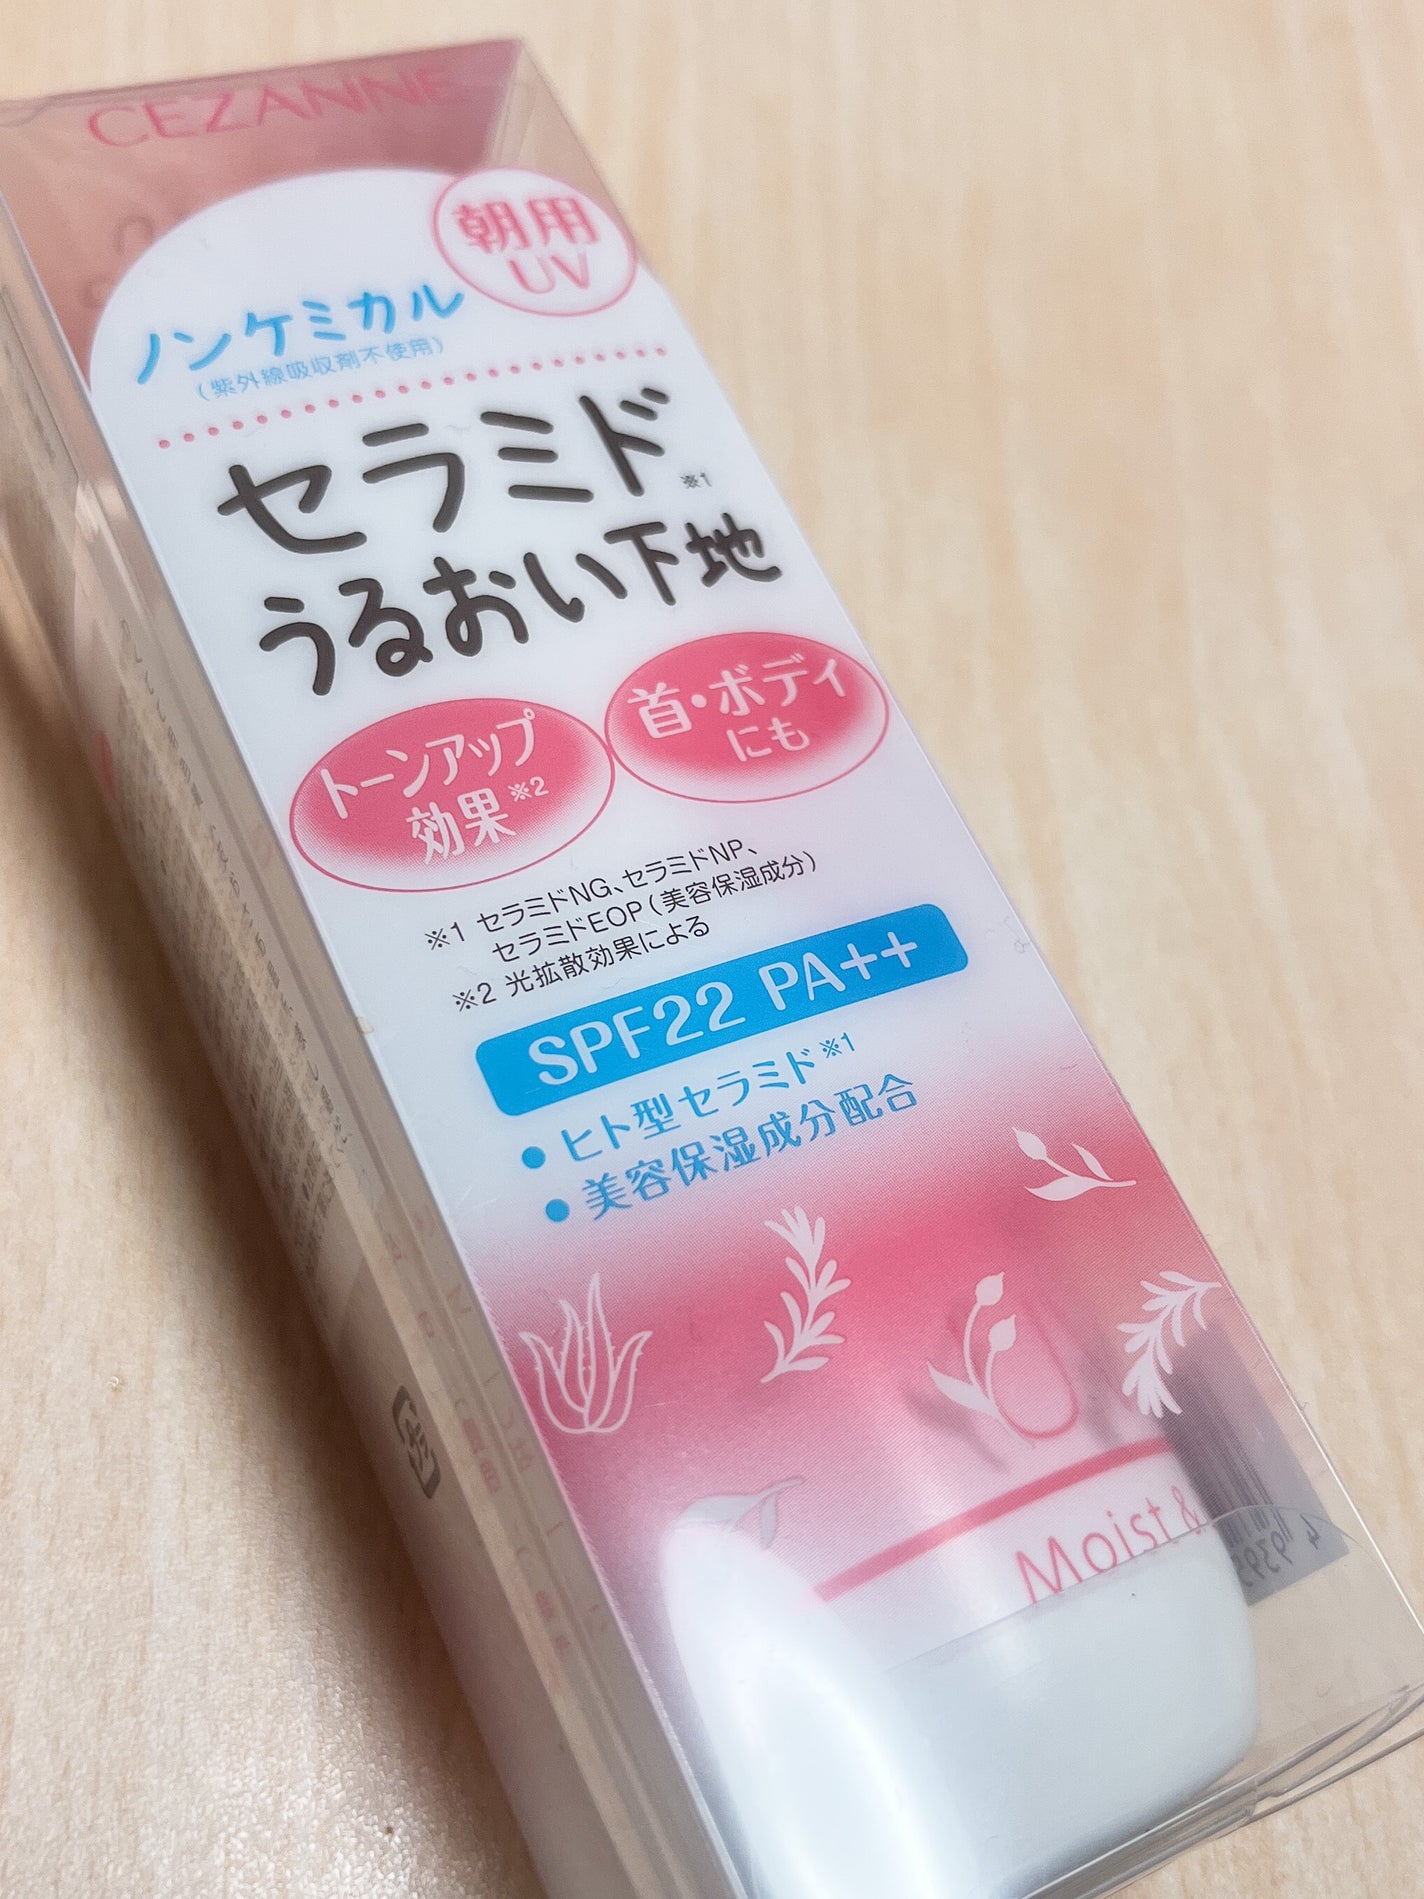 CEZANNE
朝用
UV
ノンケミカル
(紫外線吸収剤不使用)
セラミド※1
うるおい下地
トーンアップ
効果※2
首・ボディ
にも
※1 セラミドNG、セラミドNP、
セラミドEOP(美容保湿成分)
※2 光拡散効果による
SPF22 PA++
● ヒト型セラミド※1
● 美容保湿成分配合
Moist &